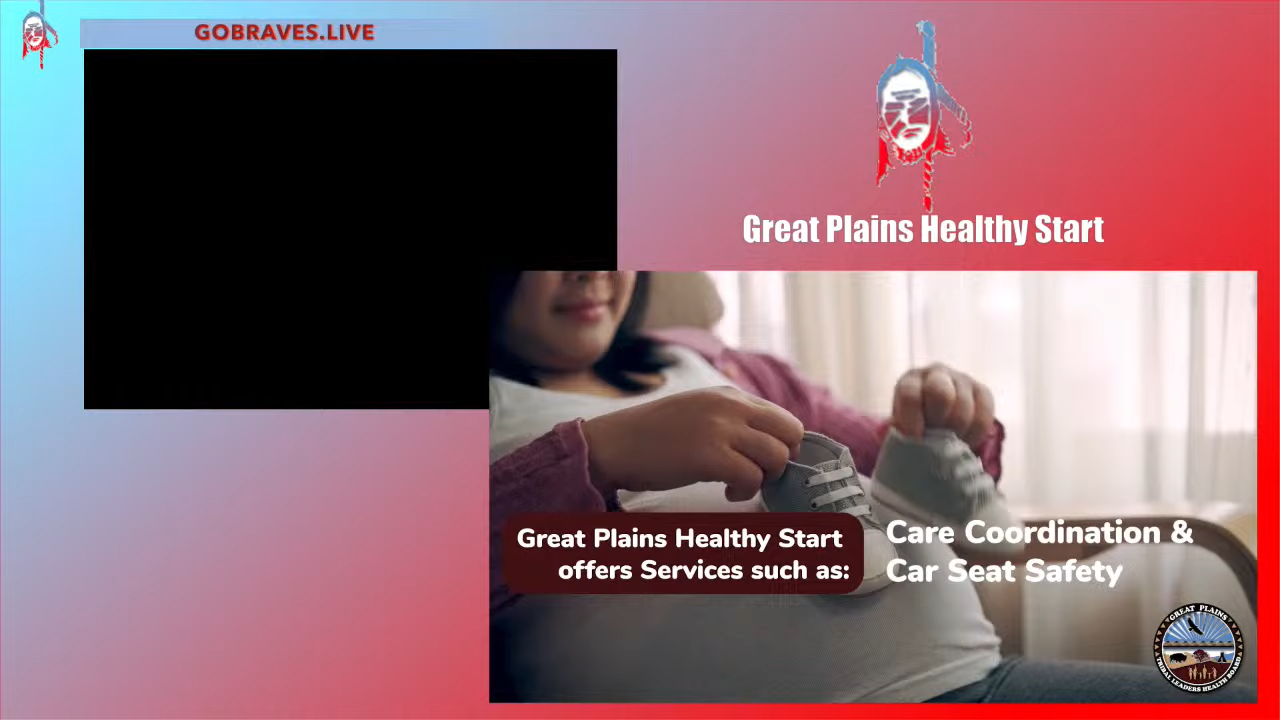 GOBRAVES.LIVE
Great Plains Healthy Start
Great Plains Healthy Start
offers Services such as:
Care Coordination &
Car Seat Safety
GREAT PLAINS
TRIBAL LEADERS HEALTH BOARD